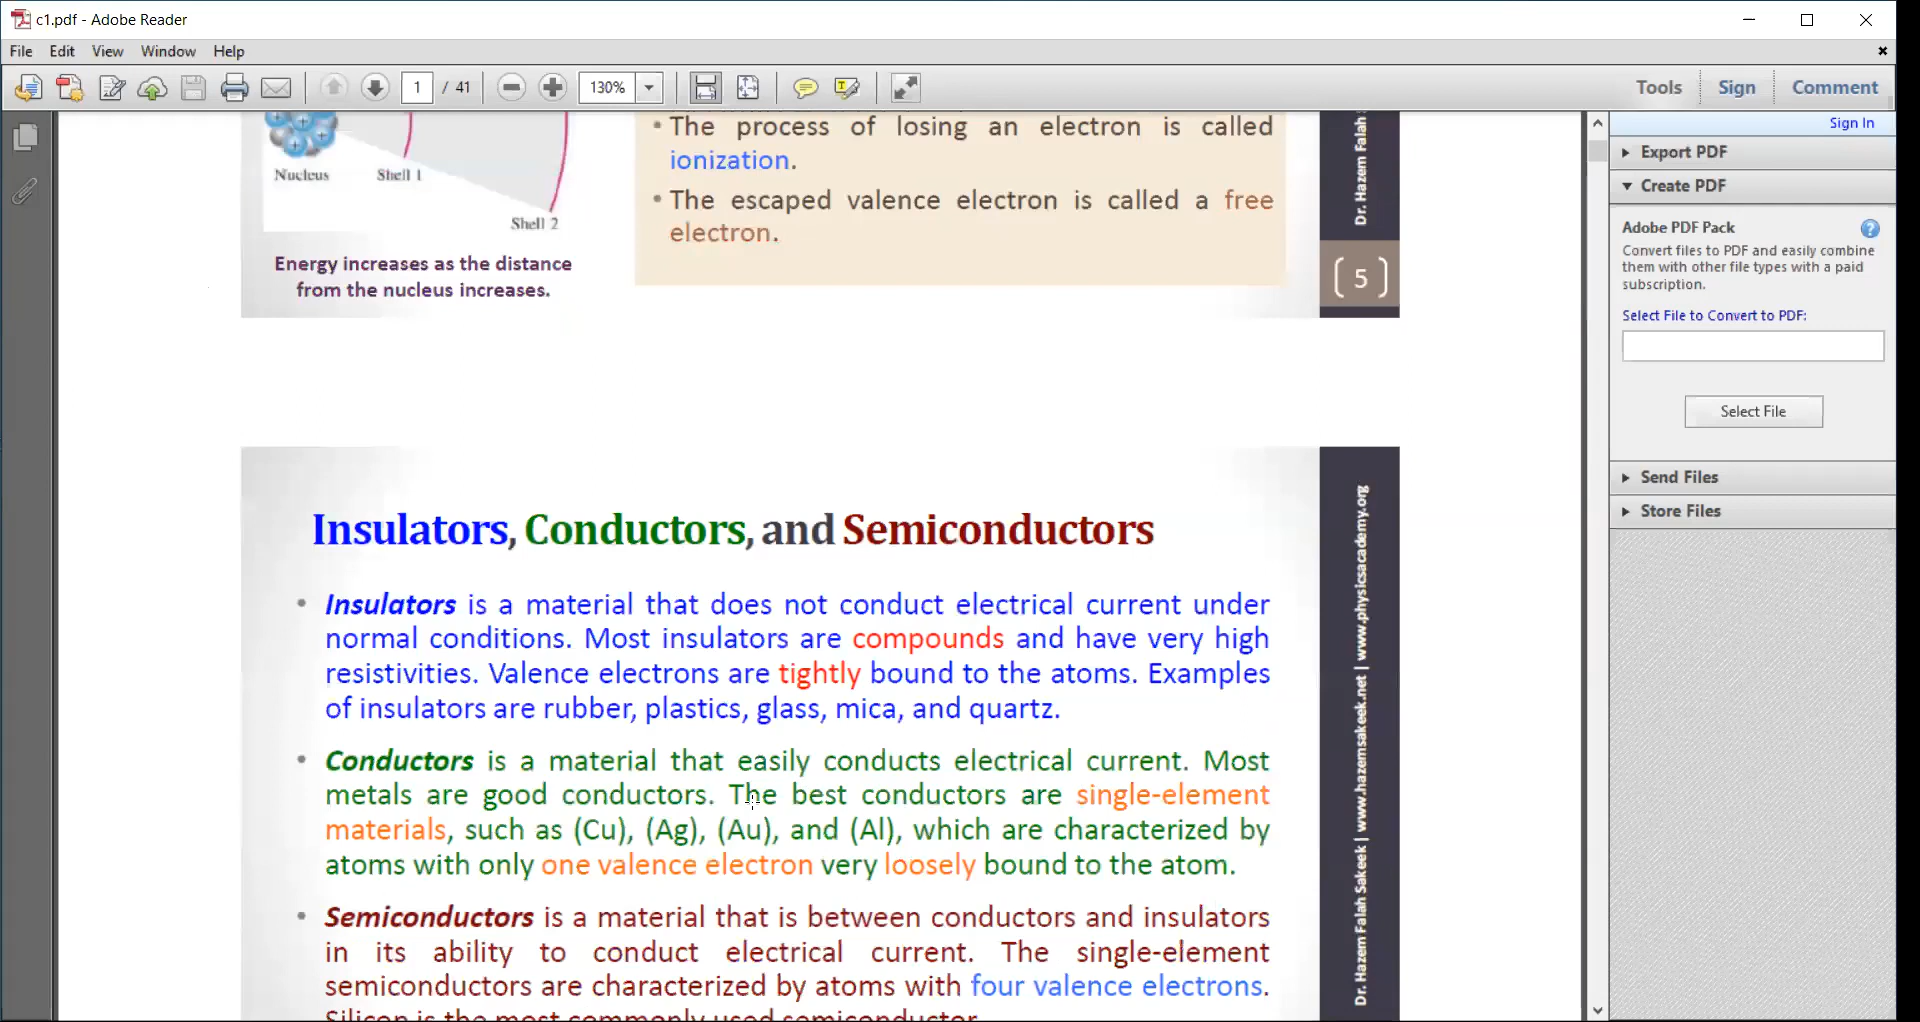 c1.pdf - Adobe Reader
File Edit View Window Help
1 / 41 130% Tools Sign Comment
Sign In
Export PDF
Create PDF
Adobe PDF Pack
Convert files to PDF and easily combine
them with other file types with a paid
subscription.
Select File to Convert to PDF:
Select File
Send Files
Store Files
Nucleus
Shell 1
Shell 2
Energy increases as the distance
from the nucleus increases.
• The process of losing an electron is called
ionization.
• The escaped valence electron is called a free
electron.
Dr. Hazem Falah
5
Insulators, Conductors, and Semiconductors
• Insulators is a material that does not conduct electrical current under
normal conditions. Most insulators are compounds and have very high
resistivities. Valence electrons are tightly bound to the atoms. Examples
of insulators are rubber, plastics, glass, mica, and quartz.
• Conductors is a material that easily conducts electrical current. Most
metals are good conductors. The best conductors are single-element
materials, such as (Cu), (Ag), (Au), and (Al), which are characterized by
atoms with only one valence electron very loosely bound to the atom.
• Semiconductors is a material that is between conductors and insulators
in its ability to conduct electrical current. The single-element
semiconductors are characterized by atoms with four valence electrons.
Silicon is the most commonly used semiconductor.
Dr. Hazem Falah Sakeek | www.hazemsakeek.net | www.physicsacademy.org